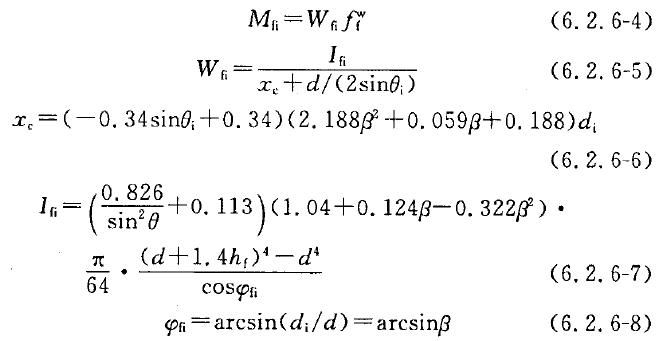 M_fi=W_fi f_f^w (6.2.6-4)
W_fi=I_fi/(x_c+d/(2sinθ_i)) (6.2.6-5)
x_c=(-0.34sinθ_i+0.34)(2.188β²+0.059β+0.188)d_i
(6.2.6-6)
I_fi=(0.826/sin²θ+0.113)(1.04+0.124β-0.322β²)·
π/64·((d+1.4h_f)⁴-d⁴)/cosφ_fi (6.2.6-7)
φ_fi=arcsin(d_i/d)=arcsinβ (6.2.6-8)